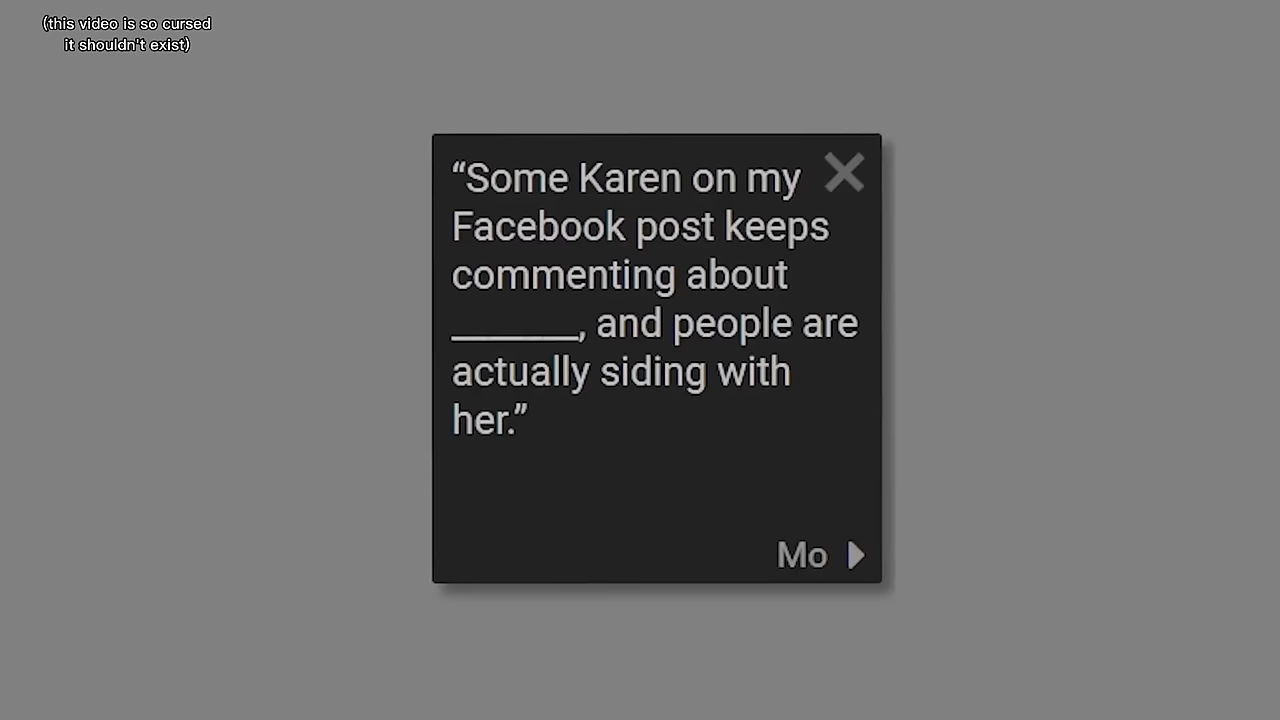 (this video is so cursed
it shouldn't exist)
“Some Karen on my
Facebook post keeps
commenting about
_______, and people are
actually siding with
her.”
Mo